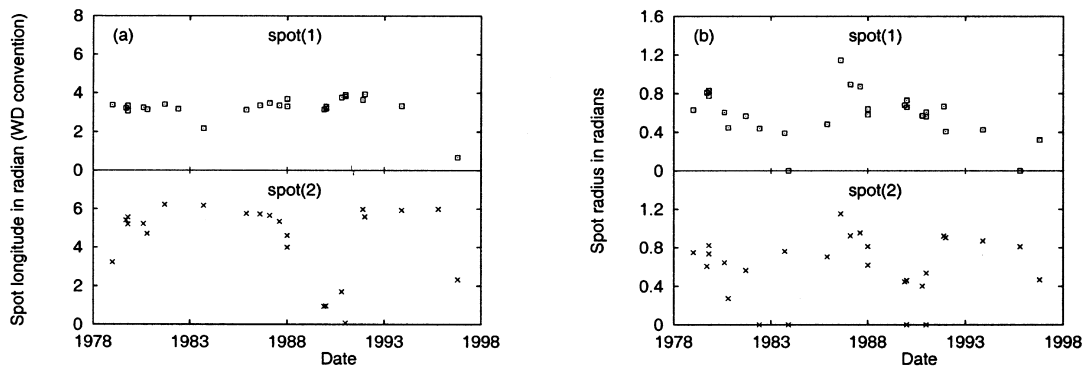 Spot longitude in radian (WD convention)
8
6
4
2
0
6
4
2
0
(a)
spot(1)
spot(2)
1978
1983
1988
1993
1998
Date
Spot radius in radians
1.6
1.2
0.8
0.4
0
1.2
0.8
0.4
0
(b)
spot(1)
spot(2)
1978
1983
1988
1993
1998
Date